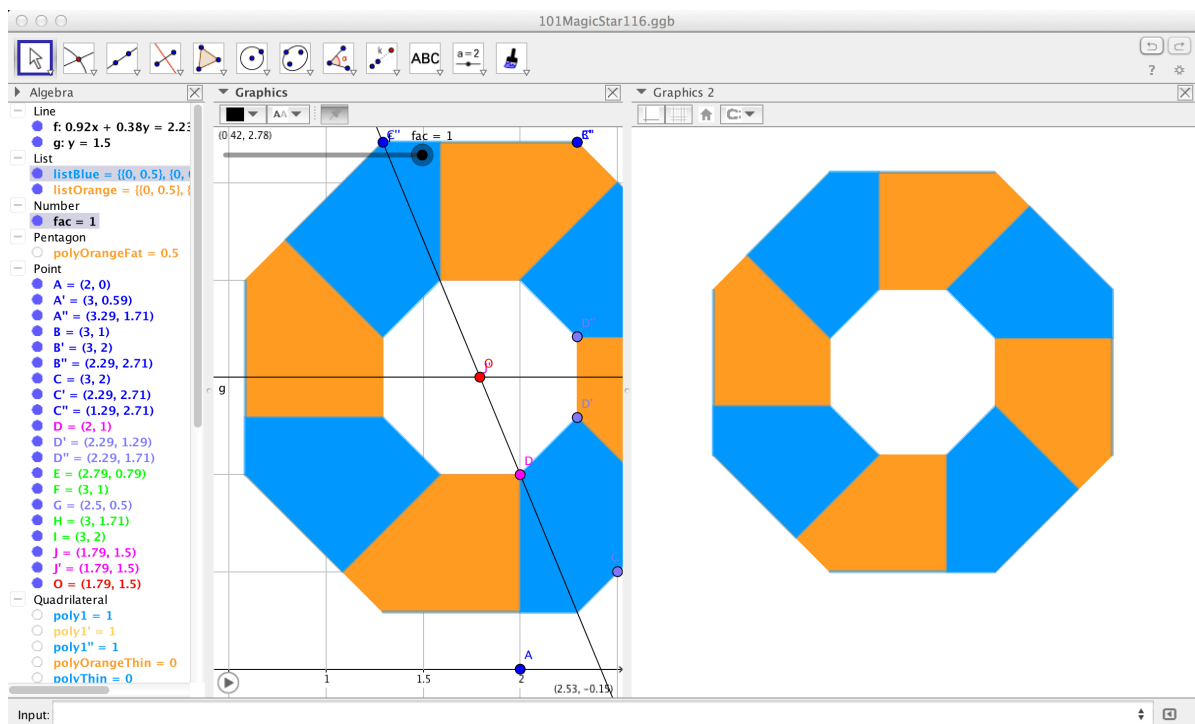 101MagicStar116.ggb
ABC
a=2
?
Algebra
Graphics
Graphics 2
AA
Line
f: 0.92x + 0.38y = 2.23
g: y = 1.5
List
listBlue = {{0, 0.5}, {0,
listOrange = {{0, 0.5}, {
Number
fac = 1
Pentagon
polyOrangeFat = 0.5
Point
A = (2, 0)
A' = (3, 0.59)
A'' = (3.29, 1.71)
B = (3, 1)
B' = (3, 2)
B'' = (2.29, 2.71)
C = (3, 2)
C' = (2.29, 2.71)
C'' = (1.29, 2.71)
D = (2, 1)
D' = (2.29, 1.29)
D'' = (2.29, 1.71)
E = (2.79, 0.79)
F = (3, 1)
G = (2.5, 0.5)
H = (3, 1.71)
I = (3, 2)
J = (1.79, 1.5)
J' = (1.79, 1.5)
O = (1.79, 1.5)
Quadrilateral
poly1 = 1
poly1' = 1
poly1'' = 1
polyOrangeThin = 0
polyThin = 0
fac = 1
D''
O
g
D'
D
A
1
1.5
2
(2.53, -0.15)
Input: